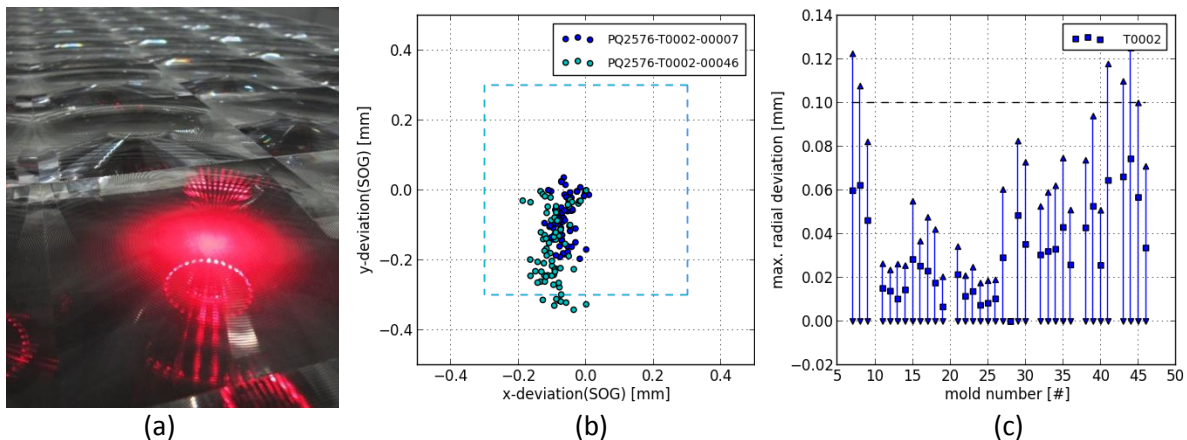 0.4
0.2
0.0
−0.2
−0.4
y-deviation(SOG) [mm]
PQ2576-T0002-00007
PQ2576-T0002-00046
−0.4 −0.2 0.0 0.2 0.4
x-deviation(SOG) [mm]
0.14
0.12
0.10
0.08
0.06
0.04
0.02
0.00
−0.02
max. radial deviation [mm]
T0002
5 10 15 20 25 30 35 40 45 50
mold number [#]
(a) (b) (c)